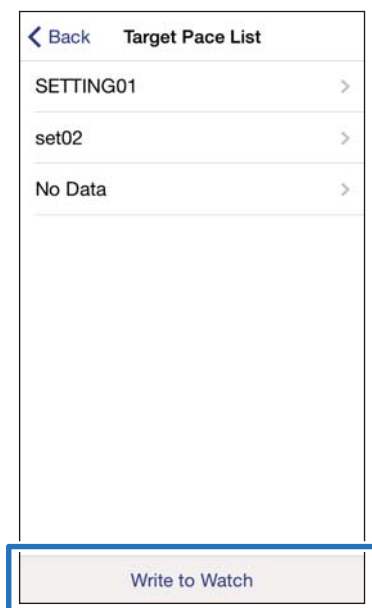 Back Target Pace List
SETTING01
set02
No Data
Write to Watch